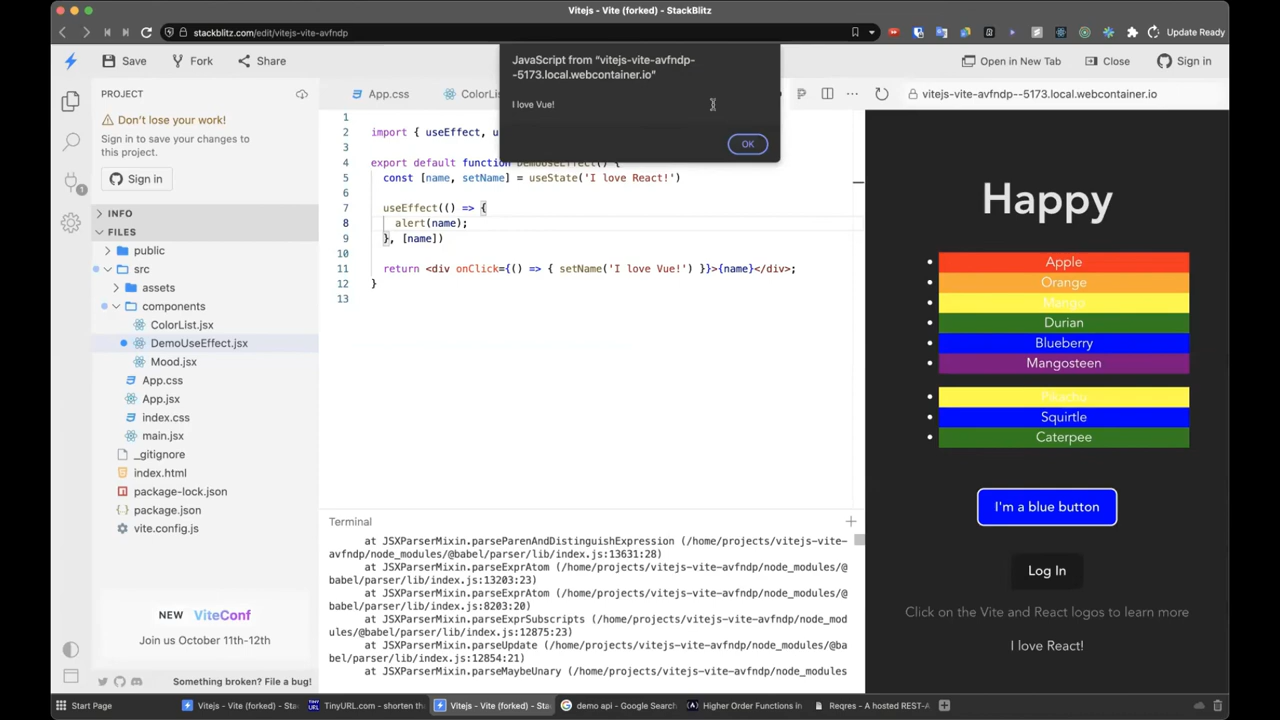 Vitejs - Vite (forked) - StackBlitz
stackblitz.com/edit/vitejs-vite-avfndp
Update Ready
Save
Fork
Share
Open in New Tab
Close
Sign in
JavaScript from "vitejs-vite-avfndp-
-5173.local.webcontainer.io"
I love Vue!
OK
PROJECT
Don't lose your work!
Sign in to save your changes to
this project.
Sign in
1
INFO
FILES
public
src
assets
components
ColorList.jsx
DemoUseEffect.jsx
Mood.jsx
App.css
App.jsx
index.css
main.jsx
_gitignore
index.html
package-lock.json
package.json
vite.config.js
NEW ViteConf
Join us October 11th-12th
Something broken? File a bug!
App.css
ColorLis
1
2 import { useEffect, u
3
4 export default function DemoUseEffect() {
5 const [name, setName] = useState('I love React!')
6
7 useEffect(() => {
8 alert(name);
9 }, [name])
10
11 return <div onClick={() => { setName('I love Vue!') }}>{name}</div>;
12 }
13
Terminal
at JSXParserMixin.parseParenAndDistinguishExpression (/home/projects/vitejs-vite-
avfndp/node_modules/@babel/parser/lib/index.js:13631:28)
at JSXParserMixin.parseExprAtom (/home/projects/vitejs-vite-avfndp/node_modules/@
babel/parser/lib/index.js:13203:23)
at JSXParserMixin.parseExprAtom (/home/projects/vitejs-vite-avfndp/node_modules/@
babel/parser/lib/index.js:8203:20)
at JSXParserMixin.parseExprSubscripts (/home/projects/vitejs-vite-avfndp/node_mod
ules/@babel/parser/lib/index.js:12875:23)
at JSXParserMixin.parseUpdate (/home/projects/vitejs-vite-avfndp/node_modules/@ba
bel/parser/lib/index.js:12854:21)
at JSXParserMixin.parseMaybeUnary (/home/projects/vitejs-vite-avfndp/node_modules
vitejs-vite-avfndp--5173.local.webcontainer.io
Happy
Apple
Orange
Mango
Durian
Blueberry
Mangosteen
Pikachu
Squirtle
Caterpee
I'm a blue button
Log In
Click on the Vite and React logos to learn more
I love React!
Start Page
Vitejs - Vite (forked) - Sta...
TinyURL.com - shorten th...
Vitejs - Vite (forked) - Sta...
demo api - Google Search
Higher Order Functions in...
Reqres - A hosted REST-A...